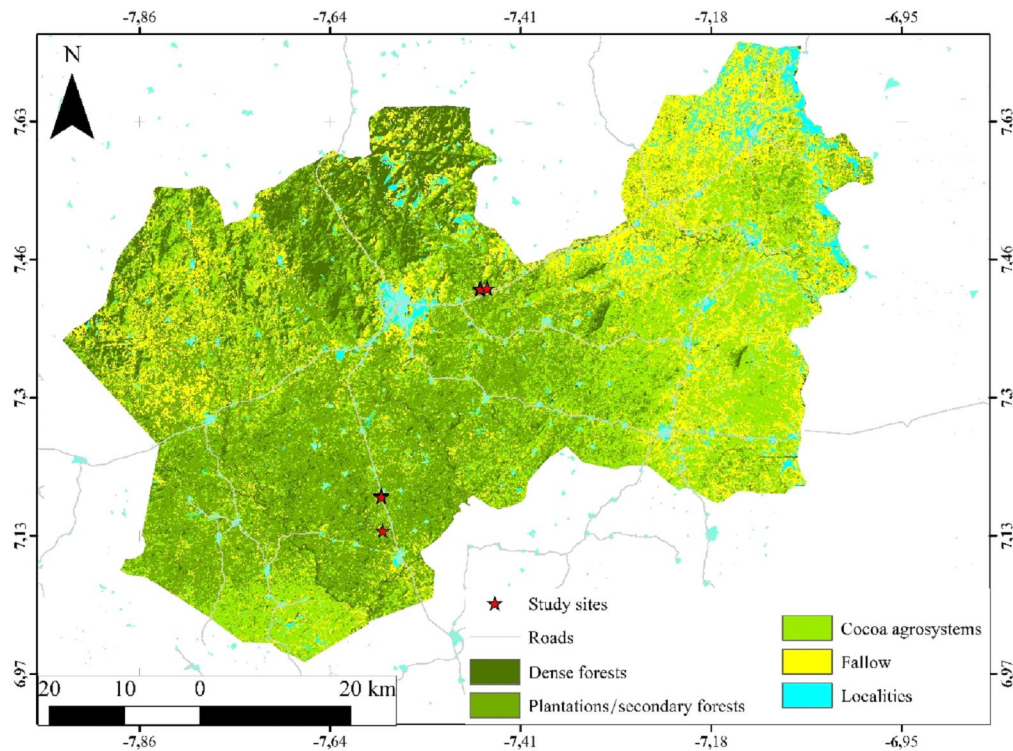 -7,86 -7,64 -7,41 -7,18 -6,95
N
7,63 7,63
7,46 7,46
7,3 7,3
7,13 7,13
6,97 6,97
Study sites
Roads
Dense forests
Plantations/secondary forests
Cocoa agrosystems
Fallow
Localities
20 10 0 20 km
-7,86 -7,64 -7,41 -7,18 -6,95